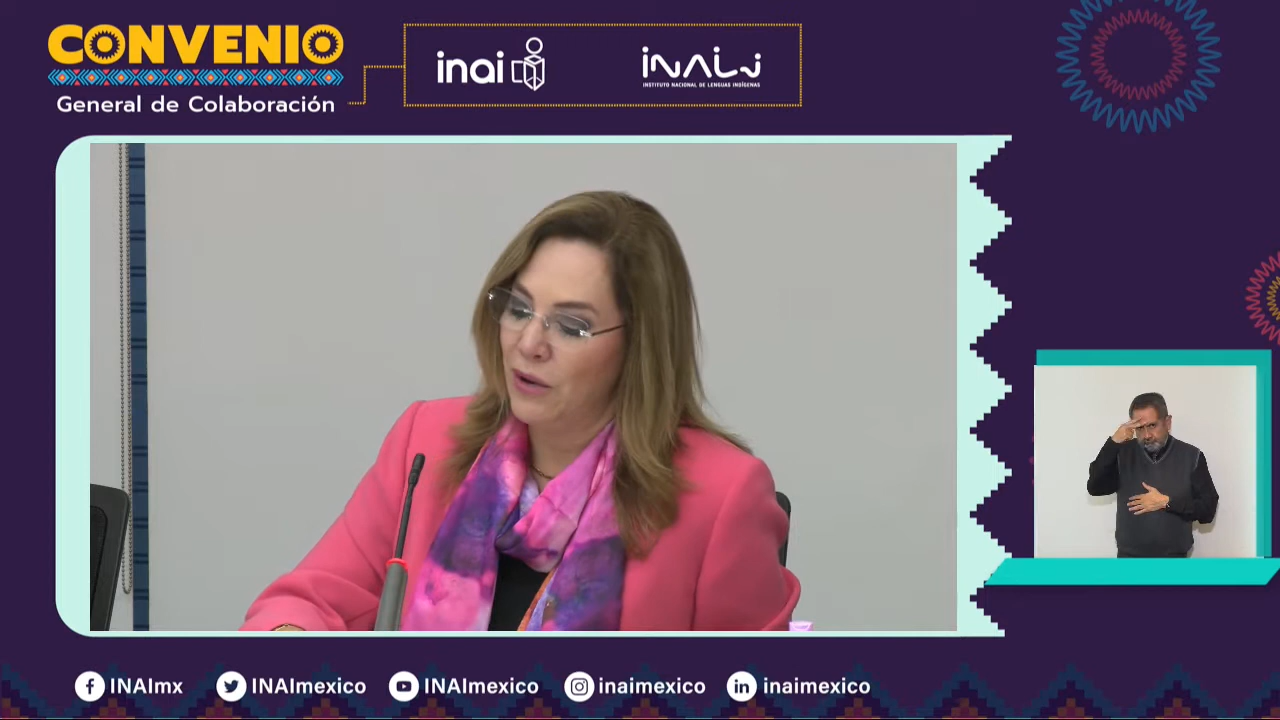 CONVENIO
General de Colaboración
inai
INALI
INSTITUTO NACIONAL DE LENGUAS INDÍGENAS
INAImx
INAImexico
INAImexico
inaimexico
inaimexico